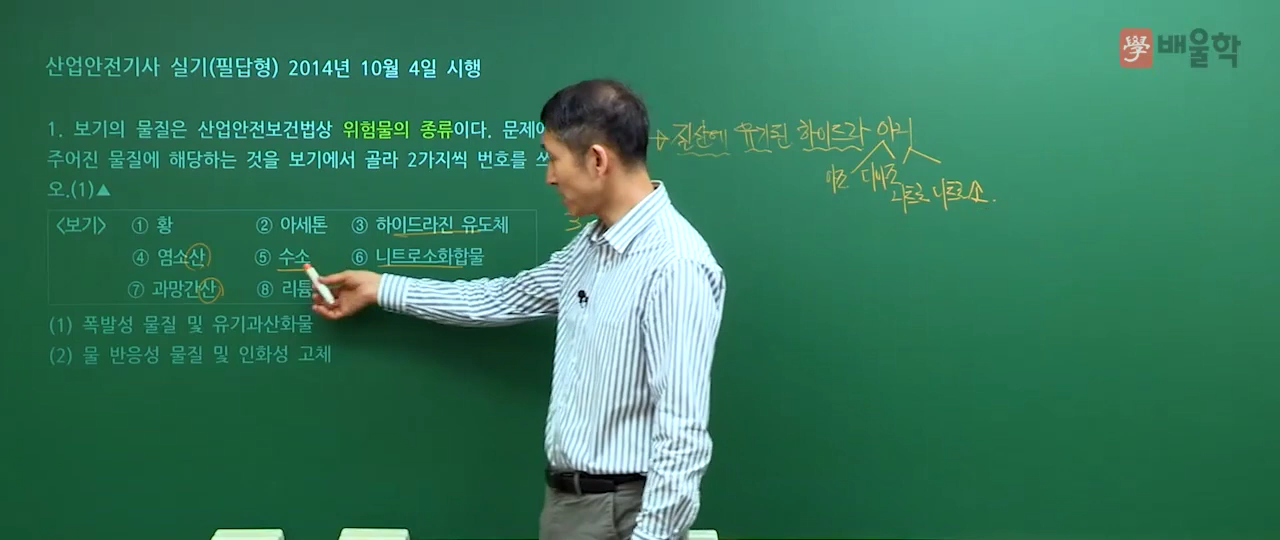 學 배울학
산업안전기사 실기(필답형) 2014년 10월 4일 시행
1. 보기의 물질은 산업안전보건법상 위험물의 종류이다. 문제에
주어진 물질에 해당하는 것을 보기에서 골라 2가지씩 번호를 쓰
오.(1)▲
〈보기〉 ① 황 ② 아세톤 ③ 하이드라진 유도체
④ 염소산 ⑤ 수소 ⑥ 니트로소화합물
⑦ 과망간산 ⑧ 리튬
(1) 폭발성 물질 및 유기과산화물
(2) 물 반응성 물질 및 인화성 고체
질산에 유기된 하이드라 아
아조 디아조
니트로 니트로소.